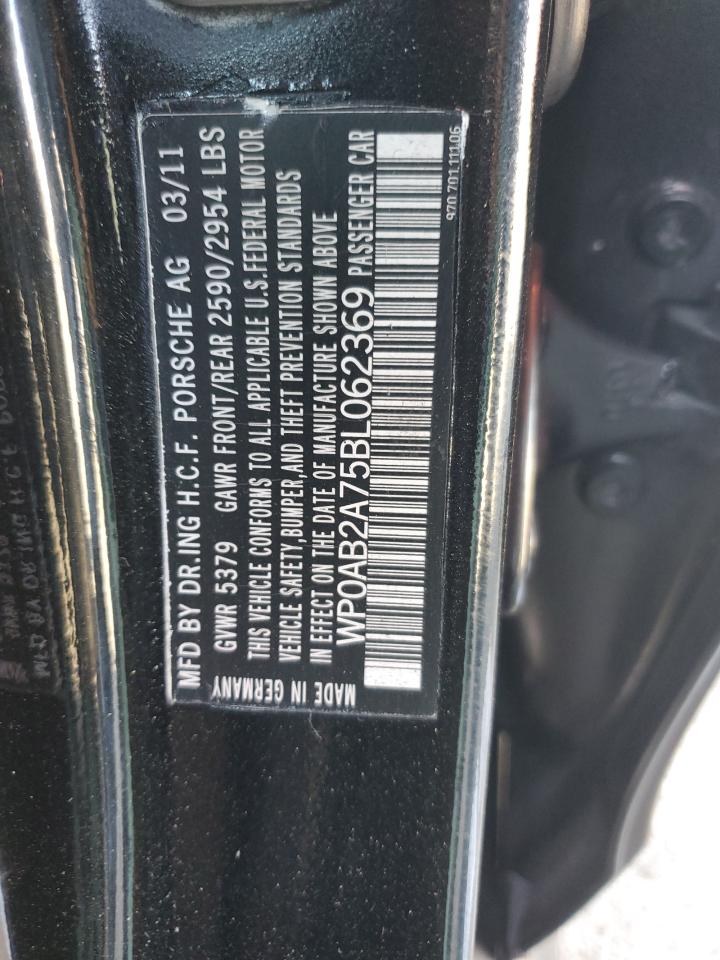 MFD BY DR.ING H.C.F. PORSCHE AG 03/11
GVWR 5379 GAWR FRONT/REAR 2590/2954 LBS
THIS VEHICLE CONFORMS TO ALL APPLICABLE U.S.FEDERAL MOTOR
VEHICLE SAFETY,BUMPER,AND THEFT PREVENTION STANDARDS
IN EFFECT ON THE DATE OF MANUFACTURE SHOWN ABOVE
MADE IN GERMANY WP0AB2A75BL062369 PASSENGER CAR
970.701.111.06